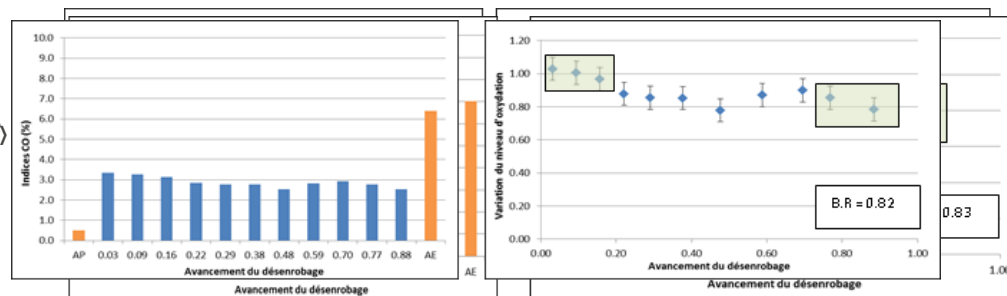 10.0
9.0
8.0
7.0
6.0
5.0
4.0
3.0
2.0
1.0
0.0
Indices CO (%)
AP 0.03 0.09 0.16 0.22 0.29 0.38 0.48 0.59 0.70 0.77 0.88 AE
AE
Avancement du désenrobage
Avancement du désenrobage
1.20
1.00
0.80
0.60
0.40
0.20
0.00
Variation du niveau d'oxydation
B.R = 0.82
0.83
0.00 0.20 0.40 0.60 0.80 1.00
1.00
Avancement du désenrobage
Avancement du désenrobage